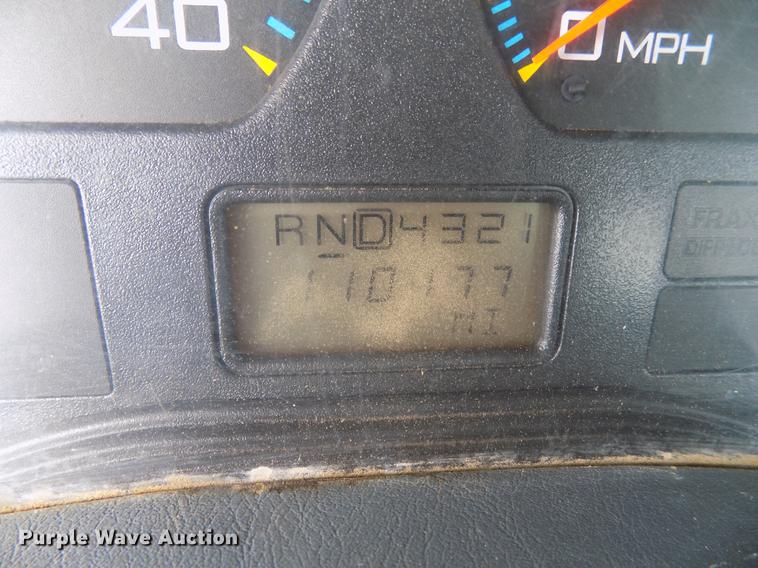 40
0 MPH
RND4321
110177
MI
Purple Wave Auction